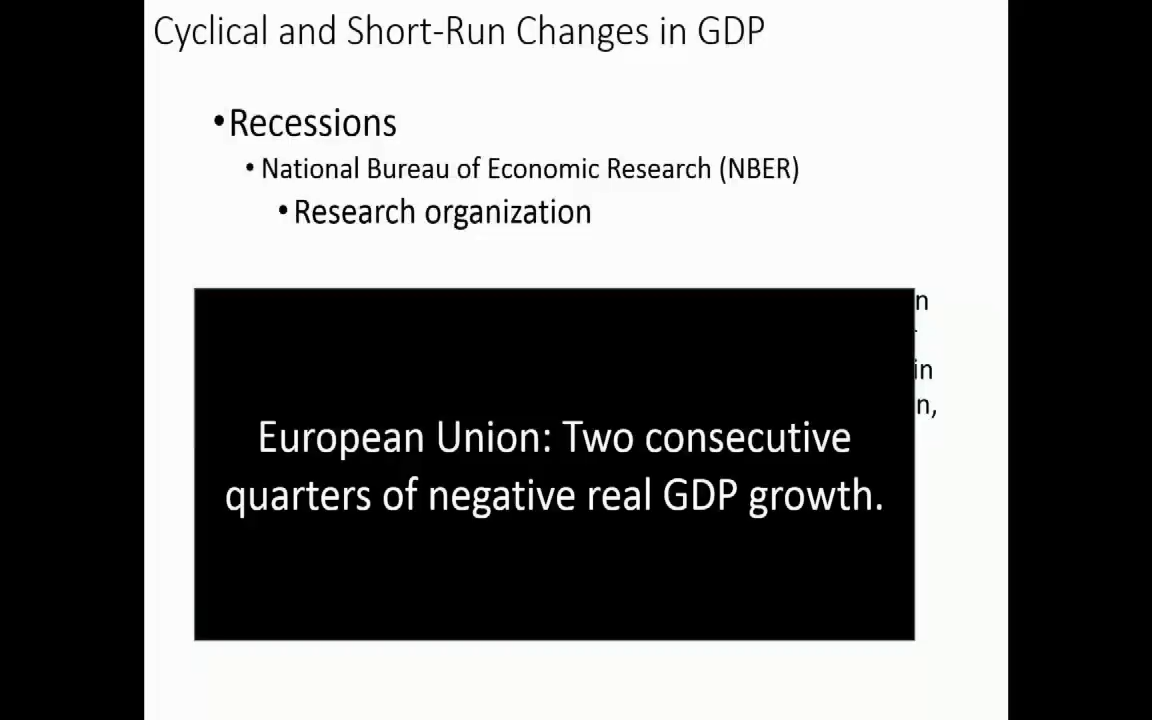 Cyclical and Short-Run Changes in GDP
•Recessions
• National Bureau of Economic Research (NBER)
•Research organization
n
in
n,
European Union: Two consecutive
quarters of negative real GDP growth.